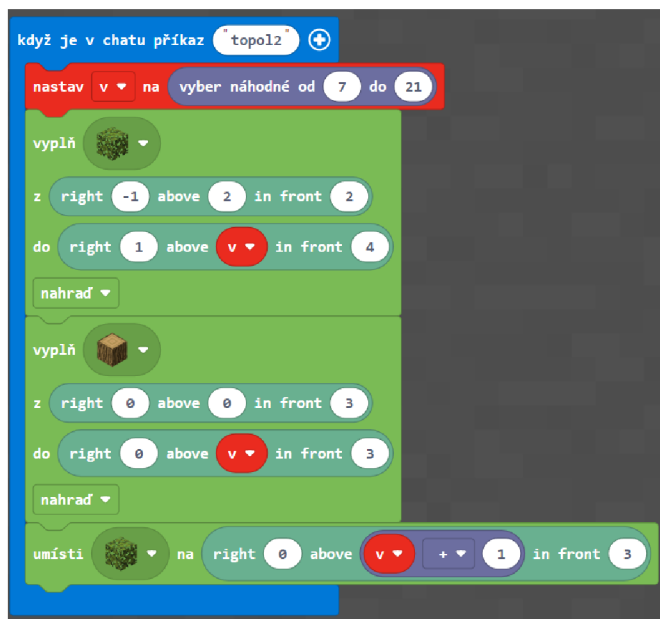 když je v chatu příkaz "topol2"
nastav v na vyber náhodné od 7 do 21
vyplň
z right -1 above 2 in front 2
do right 1 above v in front 4
nahraď
vyplň
z right 0 above 0 in front 3
do right 0 above v in front 3
nahraď
umísti na right 0 above v + 1 in front 3